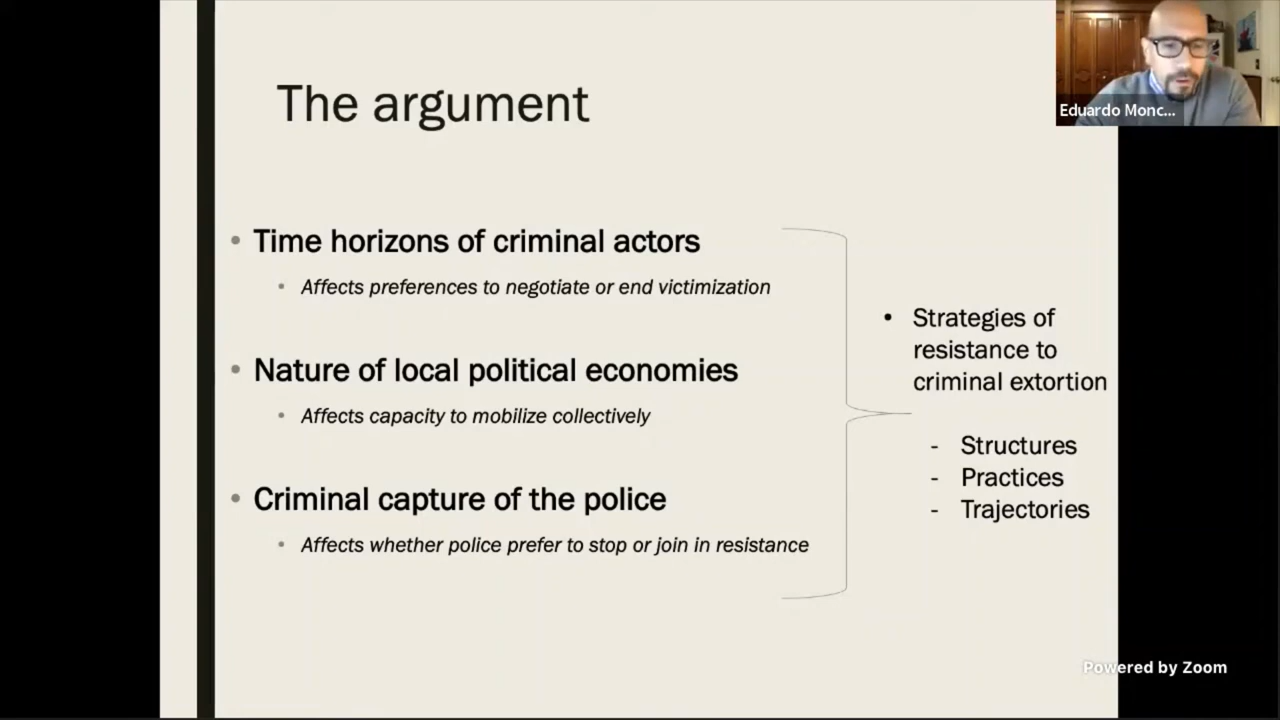 The argument
Eduardo Monc...
• Time horizons of criminal actors
• Affects preferences to negotiate or end victimization
• Nature of local political economies
• Affects capacity to mobilize collectively
• Criminal capture of the police
• Affects whether police prefer to stop or join in resistance
• Strategies of
resistance to
criminal extortion
- Structures
- Practices
- Trajectories
Powered by Zoom